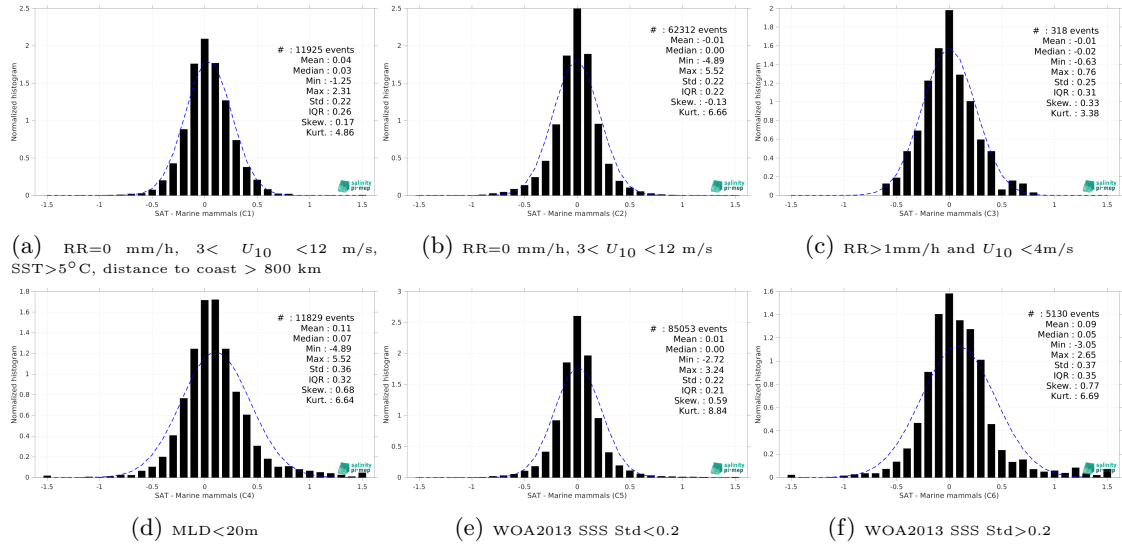 2.5
2
1.5
1
0.5
0
Normalized histogram
# : 11925 events
Mean : 0.04
Median : 0.03
Min : -1.25
Max : 2.31
Std : 0.22
IQR : 0.26
Skew. : 0.17
Kurt. : 4.86
salinity
pi-mep
-1.5 -1 -0.5 0 0.5 1 1.5
SAT - Marine mammals (C1)
(a) RR=0 mm/h, 3< U10 <12 m/s,
SST>5°C, distance to coast > 800 km
2.5
2
1.5
1
0.5
0
Normalized histogram
# : 62312 events
Mean : -0.01
Median : 0.00
Min : -4.89
Max : 5.52
Std : 0.22
IQR : 0.22
Skew. : -0.13
Kurt. : 6.66
salinity
pi-mep
-1.5 -1 -0.5 0 0.5 1 1.5
SAT - Marine mammals (C2)
(b) RR=0 mm/h, 3< U10 <12 m/s
2
1.8
1.6
1.4
1.2
1
0.8
0.6
0.4
0.2
0
Normalized histogram
# : 318 events
Mean : -0.01
Median : -0.02
Min : -0.63
Max : 0.76
Std : 0.25
IQR : 0.31
Skew. : 0.33
Kurt. : 3.38
salinity
pi-mep
-1.5 -1 -0.5 0 0.5 1 1.5
SAT - Marine mammals (C3)
(c) RR>1mm/h and U10 <4m/s
1.8
1.6
1.4
1.2
1
0.8
0.6
0.4
0.2
0
Normalized histogram
# : 11829 events
Mean : 0.11
Median : 0.07
Min : -4.89
Max : 5.52
Std : 0.36
IQR : 0.32
Skew. : 0.68
Kurt. : 6.64
salinity
pi-mep
-1.5 -1 -0.5 0 0.5 1 1.5
SAT - Marine mammals (C4)
(d) MLD<20m
3
2.5
2
1.5
1
0.5
0
Normalized histogram
# : 85053 events
Mean : 0.01
Median : 0.00
Min : -2.72
Max : 3.24
Std : 0.22
IQR : 0.21
Skew. : 0.59
Kurt. : 8.84
salinity
pi-mep
-1.5 -1 -0.5 0 0.5 1 1.5
SAT - Marine mammals (C5)
(e) WOA2013 SSS Std<0.2
1.6
1.4
1.2
1
0.8
0.6
0.4
0.2
0
Normalized histogram
# : 5130 events
Mean : 0.09
Median : 0.05
Min : -3.05
Max : 2.65
Std : 0.37
IQR : 0.35
Skew. : 0.77
Kurt. : 6.69
salinity
pi-mep
-1.5 -1 -0.5 0 0.5 1 1.5
SAT - Marine mammals (C6)
(f) WOA2013 SSS Std>0.2